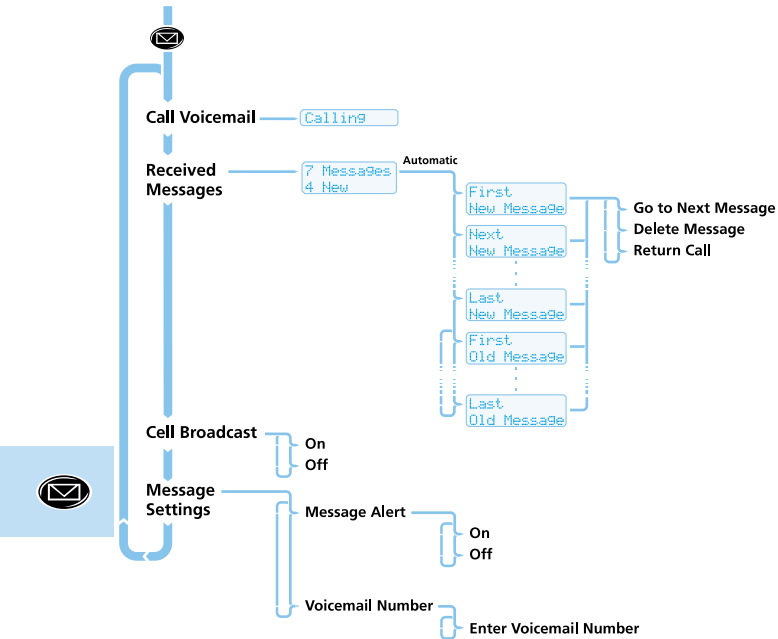 Call Voicemail
Calling
Received
Messages
7 Messages
4 New
Automatic
First
New Message
Go to Next Message
Delete Message
Return Call
Next
New Message
Last
New Message
First
Old Message
Last
Old Message
Cell Broadcast
On
Off
Message
Settings
Message Alert
On
Off
Voicemail Number
Enter Voicemail Number